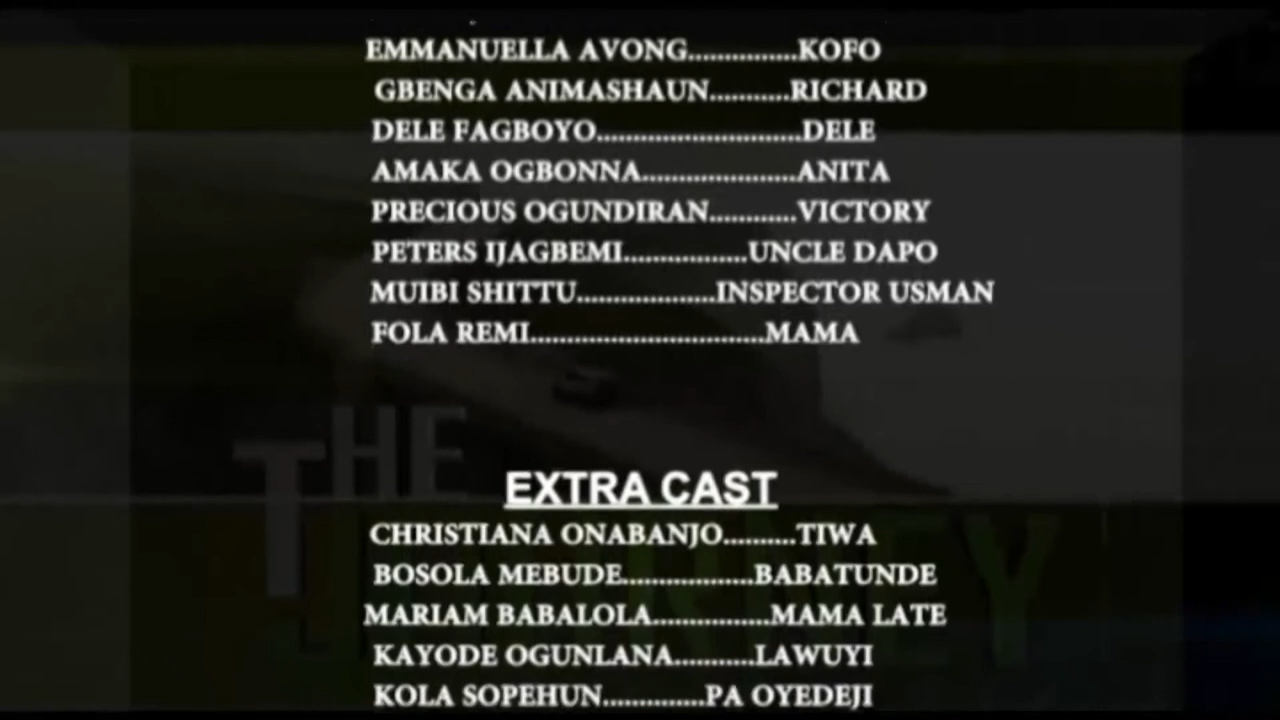 EMMANUELLA AVONG...............KOFO
GBENGA ANIMASHAUN...........RICHARD
DELE FAGBOYO............................DELE
AMAKA OGBONNA.....................ANITA
PRECIOUS OGUNDIRAN............VICTORY
PETERS IJAGBEMI.................UNCLE DAPO
MUIBI SHITTU...................INSPECTOR USMAN
FOLA REMI................................MAMA
THE
EXTRA CAST
CHRISTIANA ONABANJO..........TIWA
BOSOLA MEBUDE..................BABATUNDE
MARIAM BABALOLA................MAMA LATE
KAYODE OGUNLANA...........LAWUYI
KOLA SOPEHUN..............PA OYEDEJI